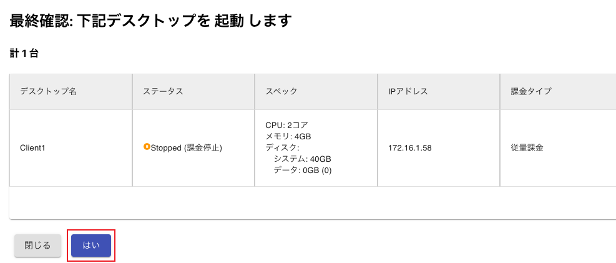 最終確認: 下記デスクトップを 起動 します
計 1 台
デスクトップ名 ステータス スペック IPアドレス 課金タイプ
CPU: 2コア
メモリ: 4GB
ディスク:
Client1 Stopped (課金停止) 172.16.1.58 従量課金
システム: 40GB
データ: 0GB (0)
閉じる はい